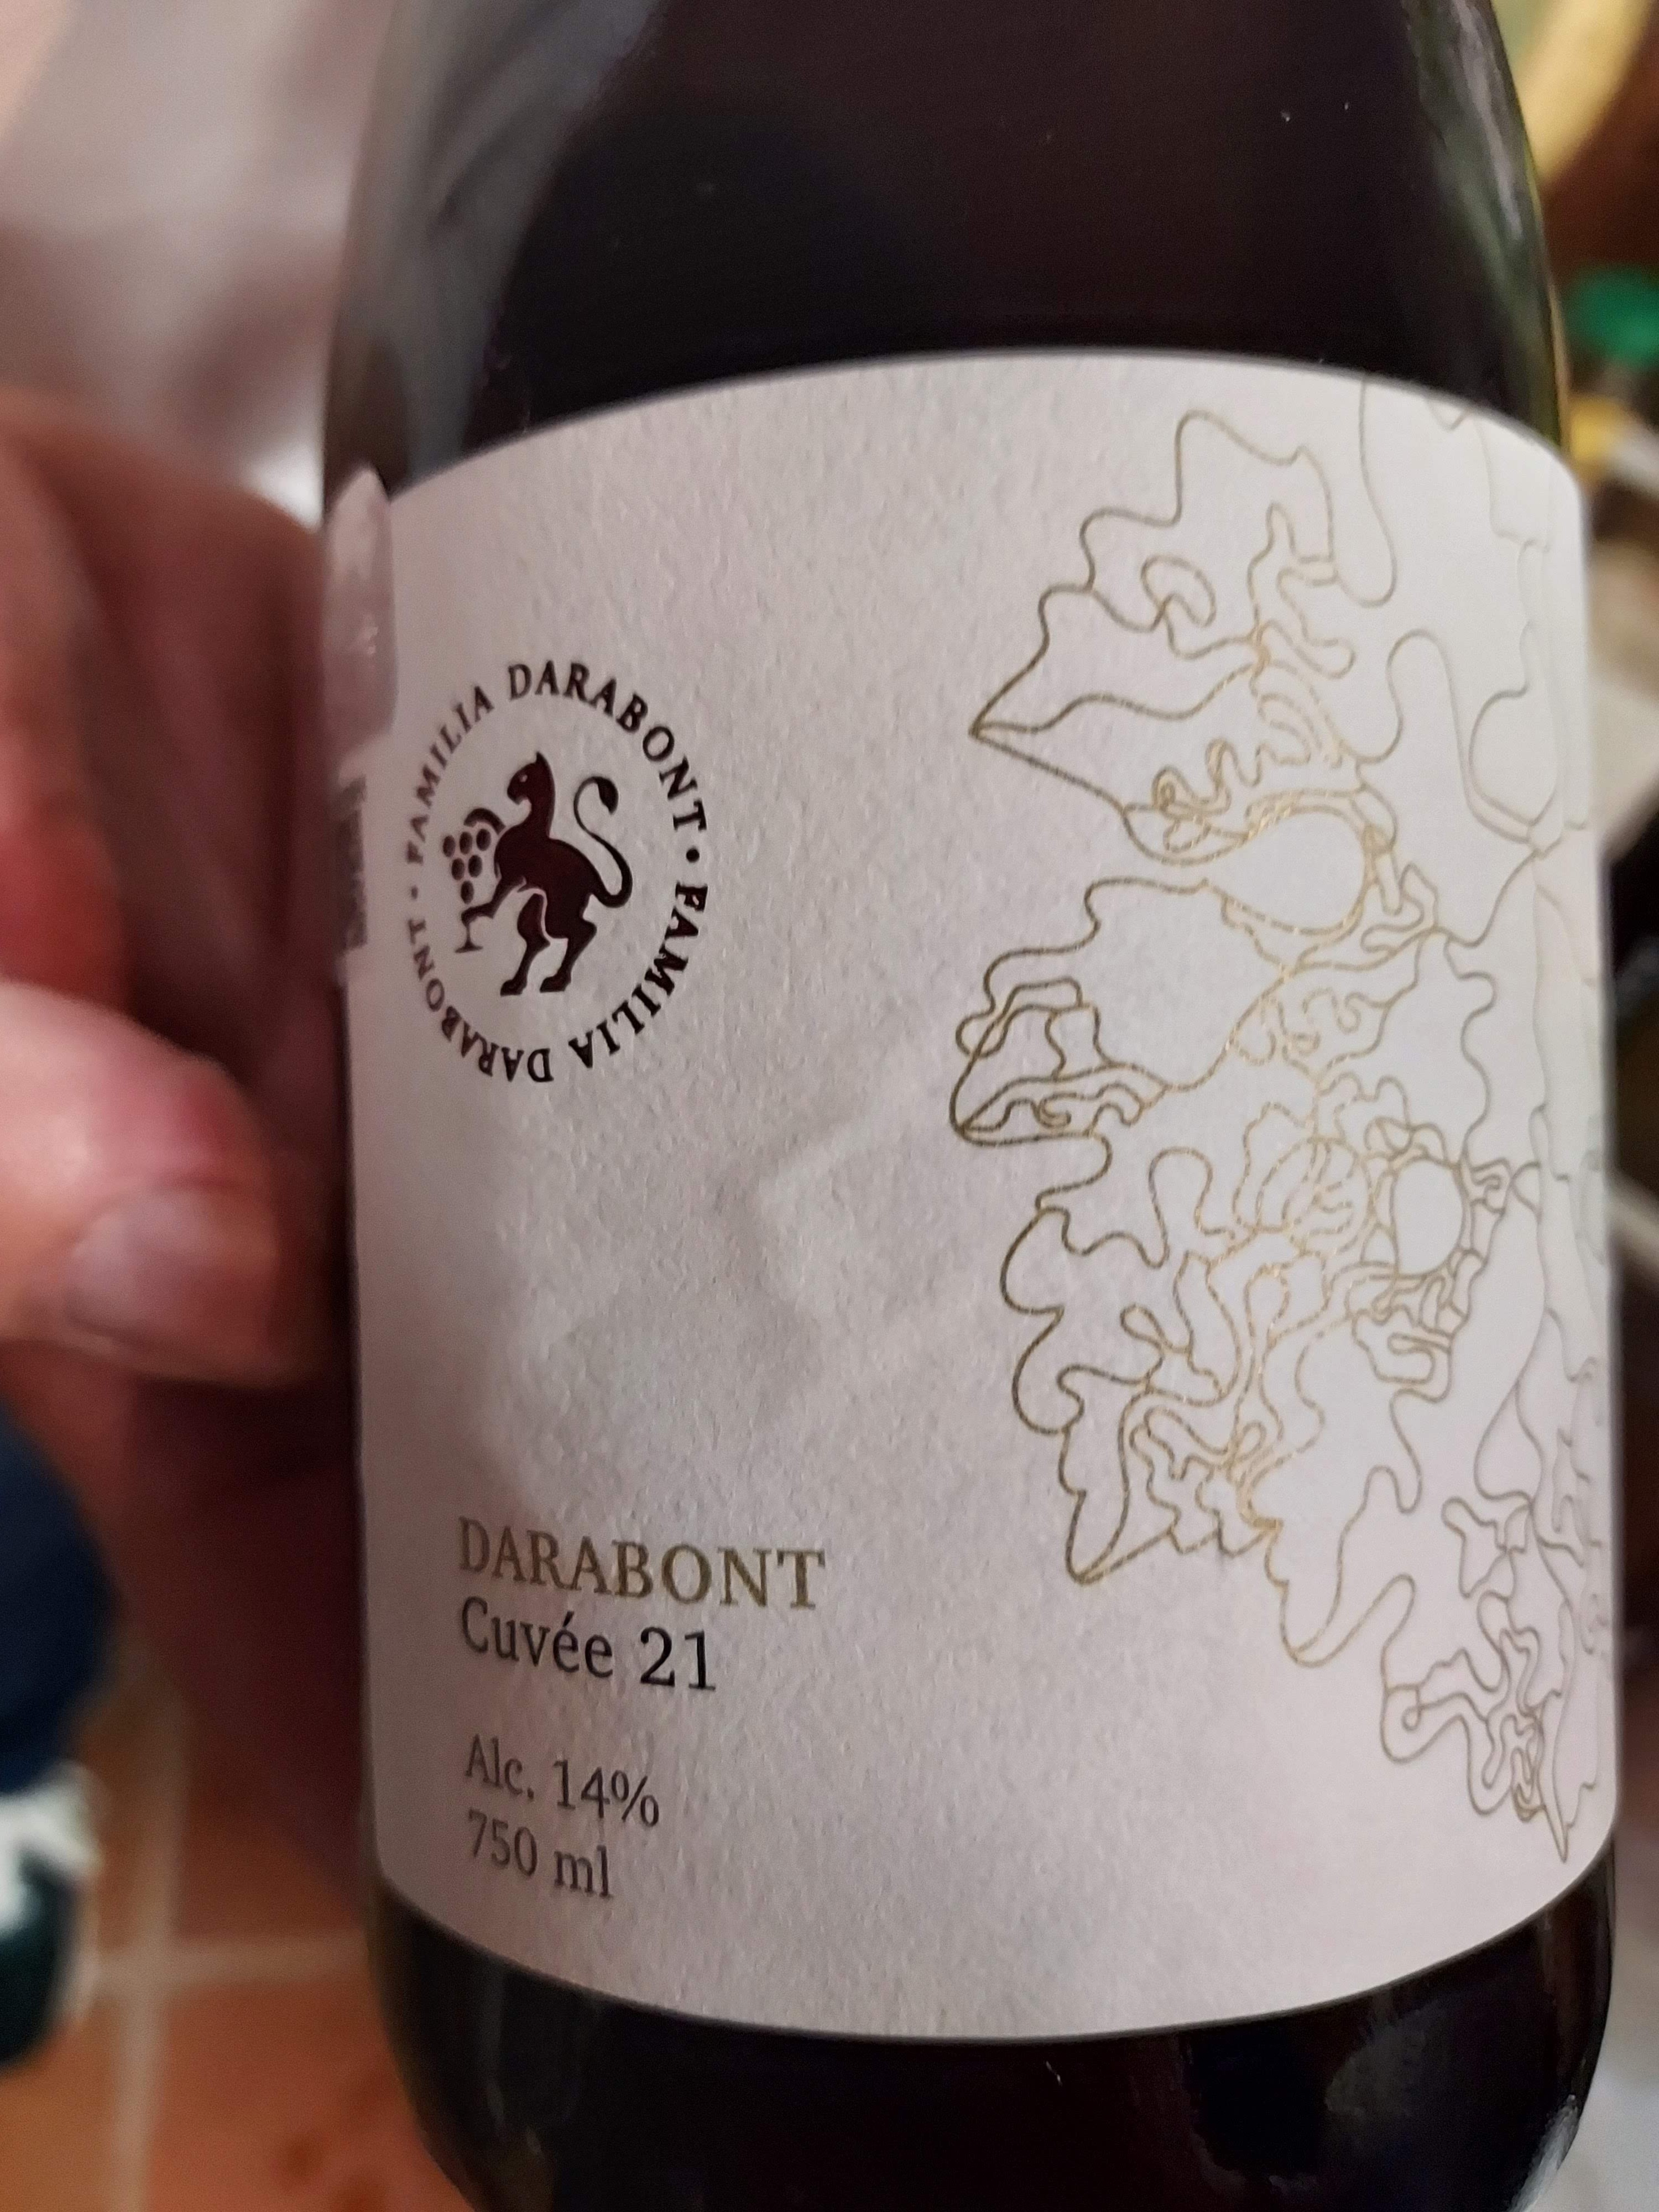 FAMILIA DARABONT · FAMILIA DARABONT ·
DARABONT
Cuvée 21
Alc. 14%
750 ml